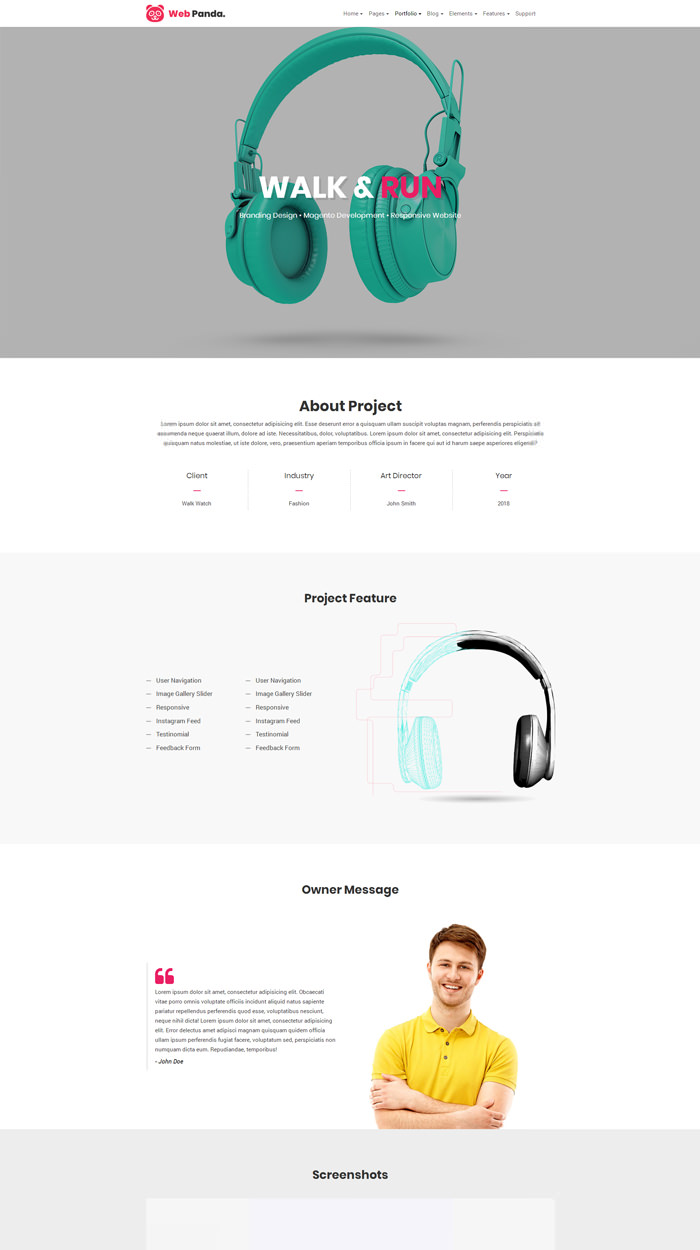 Web Panda.
Home Pages Portfolio Blog Elements Features Support
WALK & RUN
Branding Design • Magento Development • Responsive Website
About Project
Lorem ipsum dolor sit amet, consectetur adipisicing elit. Esse deserunt error a quisquam ullam suscipit voluptas magnam, perferendis perspiciatis sit
assumenda neque quaerat illum, dolore ad iste. Necessitatibus, dolor, voluptatibus. Lorem ipsum dolor sit amet, consectetur adipisicing elit. Perspiciatis
quisquam natus molestiae, ut iste dolore, vero, praesentium aperiam temporibus officia ipsum in facere qui aut id harum saepe asperiores eligendi?
Client Industry Art Director Year
Walk Watch Fashion John Smith 2018
Project Feature
— User Navigation — User Navigation
— Image Gallery Slider — Image Gallery Slider
— Responsive — Responsive
— Instagram Feed — Instagram Feed
— Testinomial — Testinomial
— Feedback Form — Feedback Form
Owner Message
Lorem ipsum dolor sit amet, consectetur adipisicing elit. Obcaecati
vitae porro omnis voluptate officiis incidunt aliquid natus sapiente
pariatur repellendus perferendis quod esse, voluptatibus nesciunt,
neque nihil dicta! Lorem ipsum dolor sit amet, consectetur adipisicing
elit. Error delectus amet adipisci magnam quisquam quidem officia
ullam ipsum perferendis fugiat facere, voluptatum sed, perspiciatis non
numquam dicta eum. Repudiandae, temporibus!
- John Doe
Screenshots